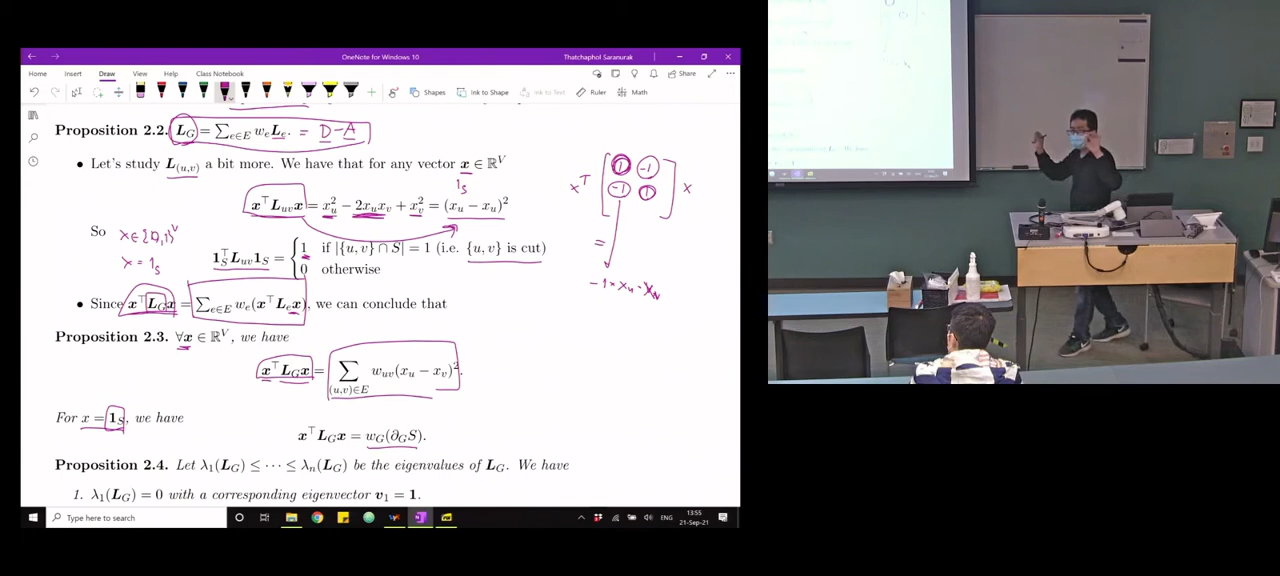 OneNote for Windows 10
Thatchaphol Saranurak
Home Insert Draw View Help Class Notebook
Share
Shapes Ink to Shape Ink to Text Ruler Math
Proposition 2.2. L_G = ∑_{e∈E} w_e L_e. = D - A
• Let's study L_(u,v) a bit more. We have that for any vector x ∈ ℝ^V
1_S
x^⊤ L_uv x = x_u^2 − 2x_u x_v + x_v^2 = (x_u − x_u)^2
x^T [ 1 -1
-1 1 ] x
=
-1 * x_u · x_v
So x ∈ {0,1}^V
x = 1_S
1_S^⊤ L_uv 1_S = { 1 if |{u, v} ∩ S| = 1 (i.e. {u, v} is cut)
0 otherwise
• Since x^⊤ L_G x = ∑_{e∈E} w_e(x^⊤ L_e x), we can conclude that
Proposition 2.3. ∀x ∈ ℝ^V, we have
x^⊤ L_G x = ∑_{(u,v)∈E} w_uv(x_u − x_v)^2.
For x = 1_S, we have
x^⊤ L_G x = w_G(∂_G S).
Proposition 2.4. Let λ_1(L_G) ≤ ··· ≤ λ_n(L_G) be the eigenvalues of L_G. We have
1. λ_1(L_G) = 0 with a corresponding eigenvector v_1 = 1.
Type here to search
ENG
13:55
21-Sep-21